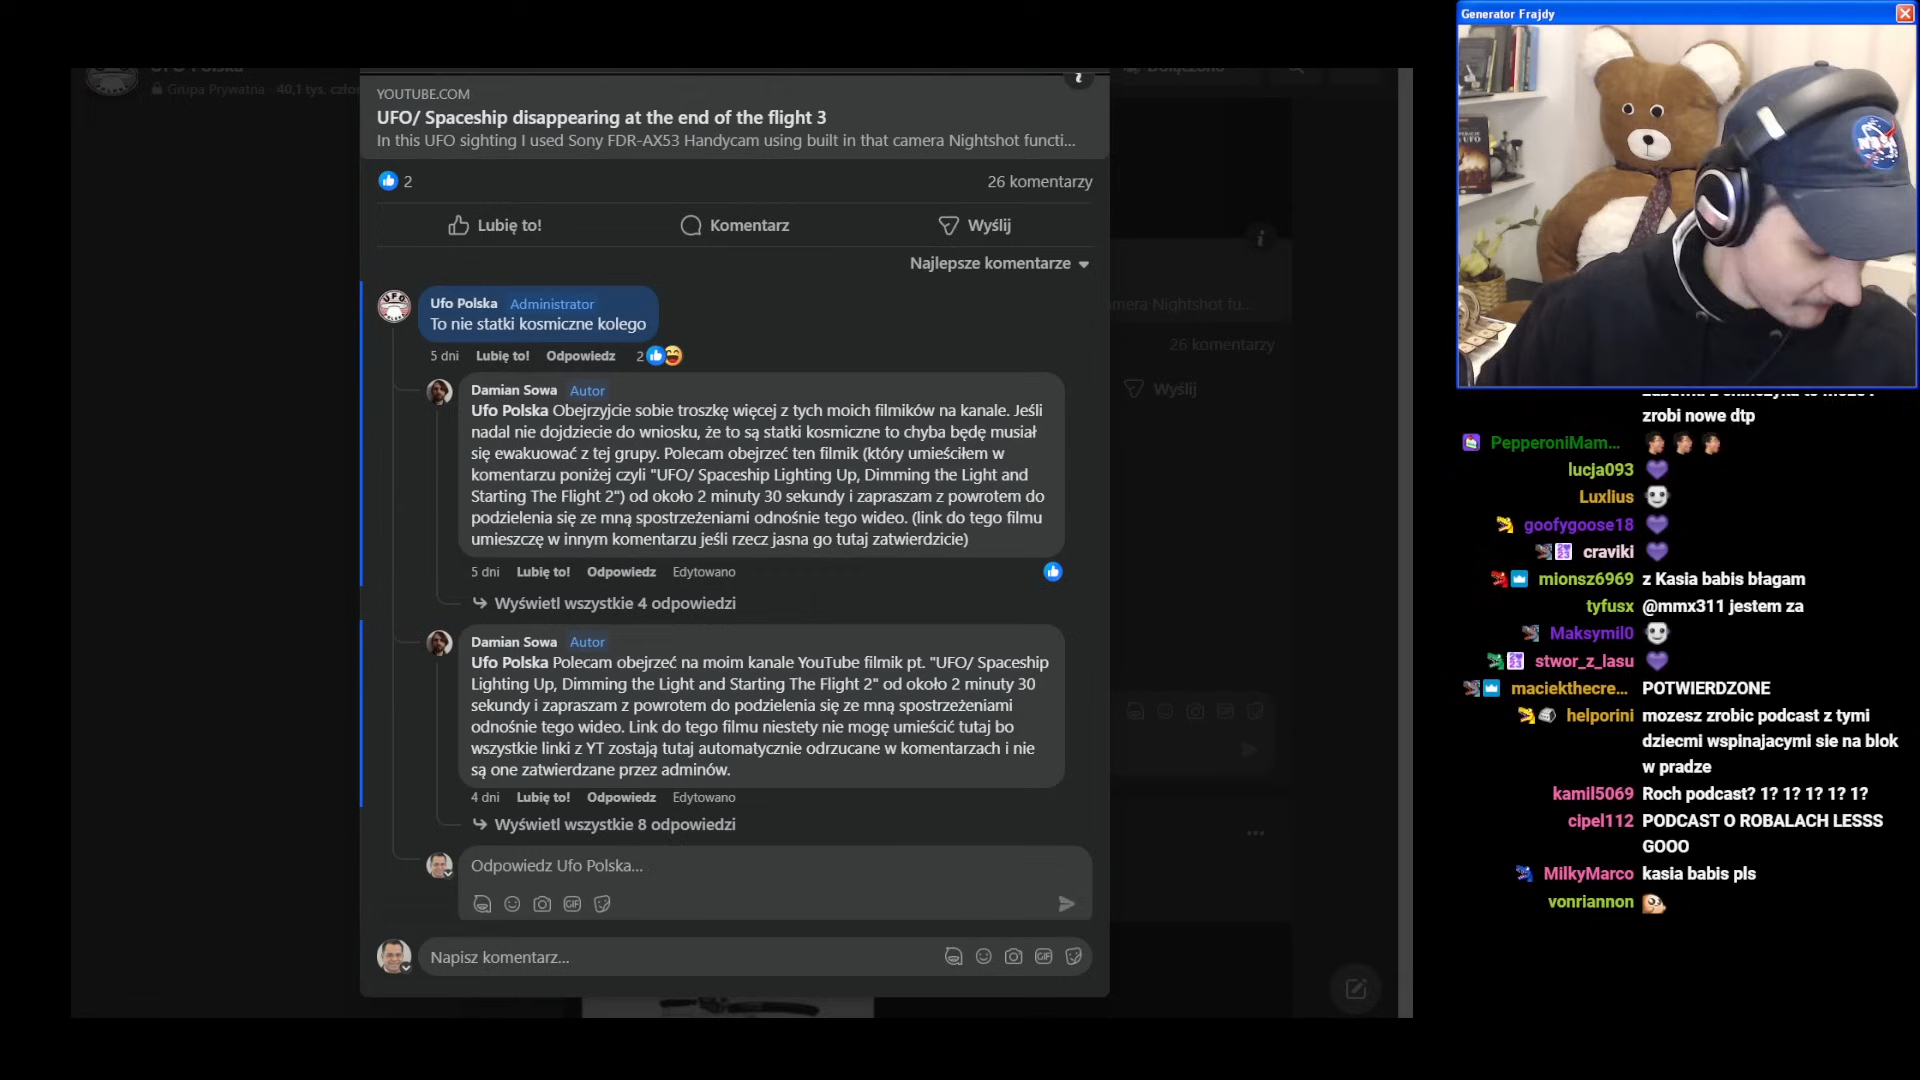 Generator Frajdy
Grupa Prywatna · 40,1 tys.
YOUTUBE.COM
UFO/ Spaceship disappearing at the end of the flight 3
In this UFO sighting I used Sony FDR-AX53 Handycam using built in that camera Nightshot functi...
2
26 komentarzy
Lubię to!
Komentarz
Wyślij
Najlepsze komentarze
Ufo Polska Administrator
To nie statki kosmiczne kolego
5 dni Lubię to! Odpowiedz 2
Damian Sowa Autor
Ufo Polska Obejrzyjcie sobie troszkę więcej z tych moich filmików na kanale. Jeśli
nadal nie dojdziecie do wniosku, że to są statki kosmiczne to chyba będę musiał
się ewakuować z tej grupy. Polecam obejrzeć ten filmik (który umieściłem w
komentarzu poniżej czyli "UFO/ Spaceship Lighting Up, Dimming the Light and
Starting The Flight 2") od około 2 minuty 30 sekundy i zapraszam z powrotem do
podzielenia się ze mną spostrzeżeniami odnośnie tego wideo. (link do tego filmu
umieszczę w innym komentarzu jeśli rzecz jasna go tutaj zatwierdzicie)
5 dni Lubię to! Odpowiedz Edytowano
Wyświetl wszystkie 4 odpowiedzi
Damian Sowa Autor
Ufo Polska Polecam obejrzeć na moim kanale YouTube filmik pt. "UFO/ Spaceship
Lighting Up, Dimming the Light and Starting The Flight 2" od około 2 minuty 30
sekundy i zapraszam z powrotem do podzielenia się ze mną spostrzeżeniami
odnośnie tego wideo. Link do tego filmu niestety nie mogę umieścić tutaj bo
wszystkie linki z YT zostają tutaj automatycznie odrzucane w komentarzach i nie
są one zatwierdzane przez adminów.
4 dni Lubię to! Odpowiedz Edytowano
Wyświetl wszystkie 8 odpowiedzi
Odpowiedz Ufo Polska...
GIF
Napisz komentarz...
GIF
Nightshot fu...
26 komentarzy
Wyślij
UFO
zrobi nowe dtp
PepperoniMam...
lucja093
Luxlius
goofygoose18
craviki
mionsz6969 z Kasia babis błagam
tyfusx @mmx311 jestem za
Maksymil0
stwor_z_lasu
maciekthecre... POTWIERDZONE
helporini mozesz zrobic podcast z tymi
dziecmi wspinajacymi sie na blok
w pradze
kamil5069 Roch podcast? 1? 1? 1? 1? 1?
cipel112 PODCAST O ROBALACH LESSS
GOOO
MilkyMarco kasia babis pls
vonriannon